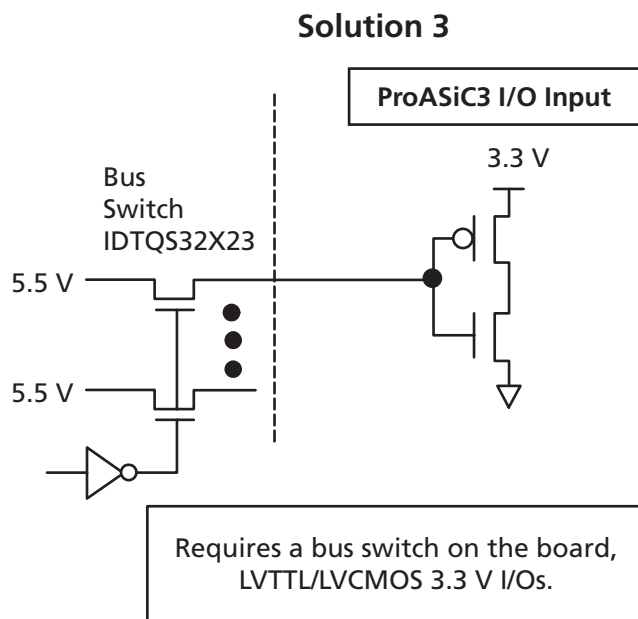 Solution 3
ProASiC3 I/O Input
3.3 V
Bus
Switch
IDTQS32X23
5.5 V
5.5 V
Requires a bus switch on the board,
LVTTL/LVCMOS 3.3 V I/Os.